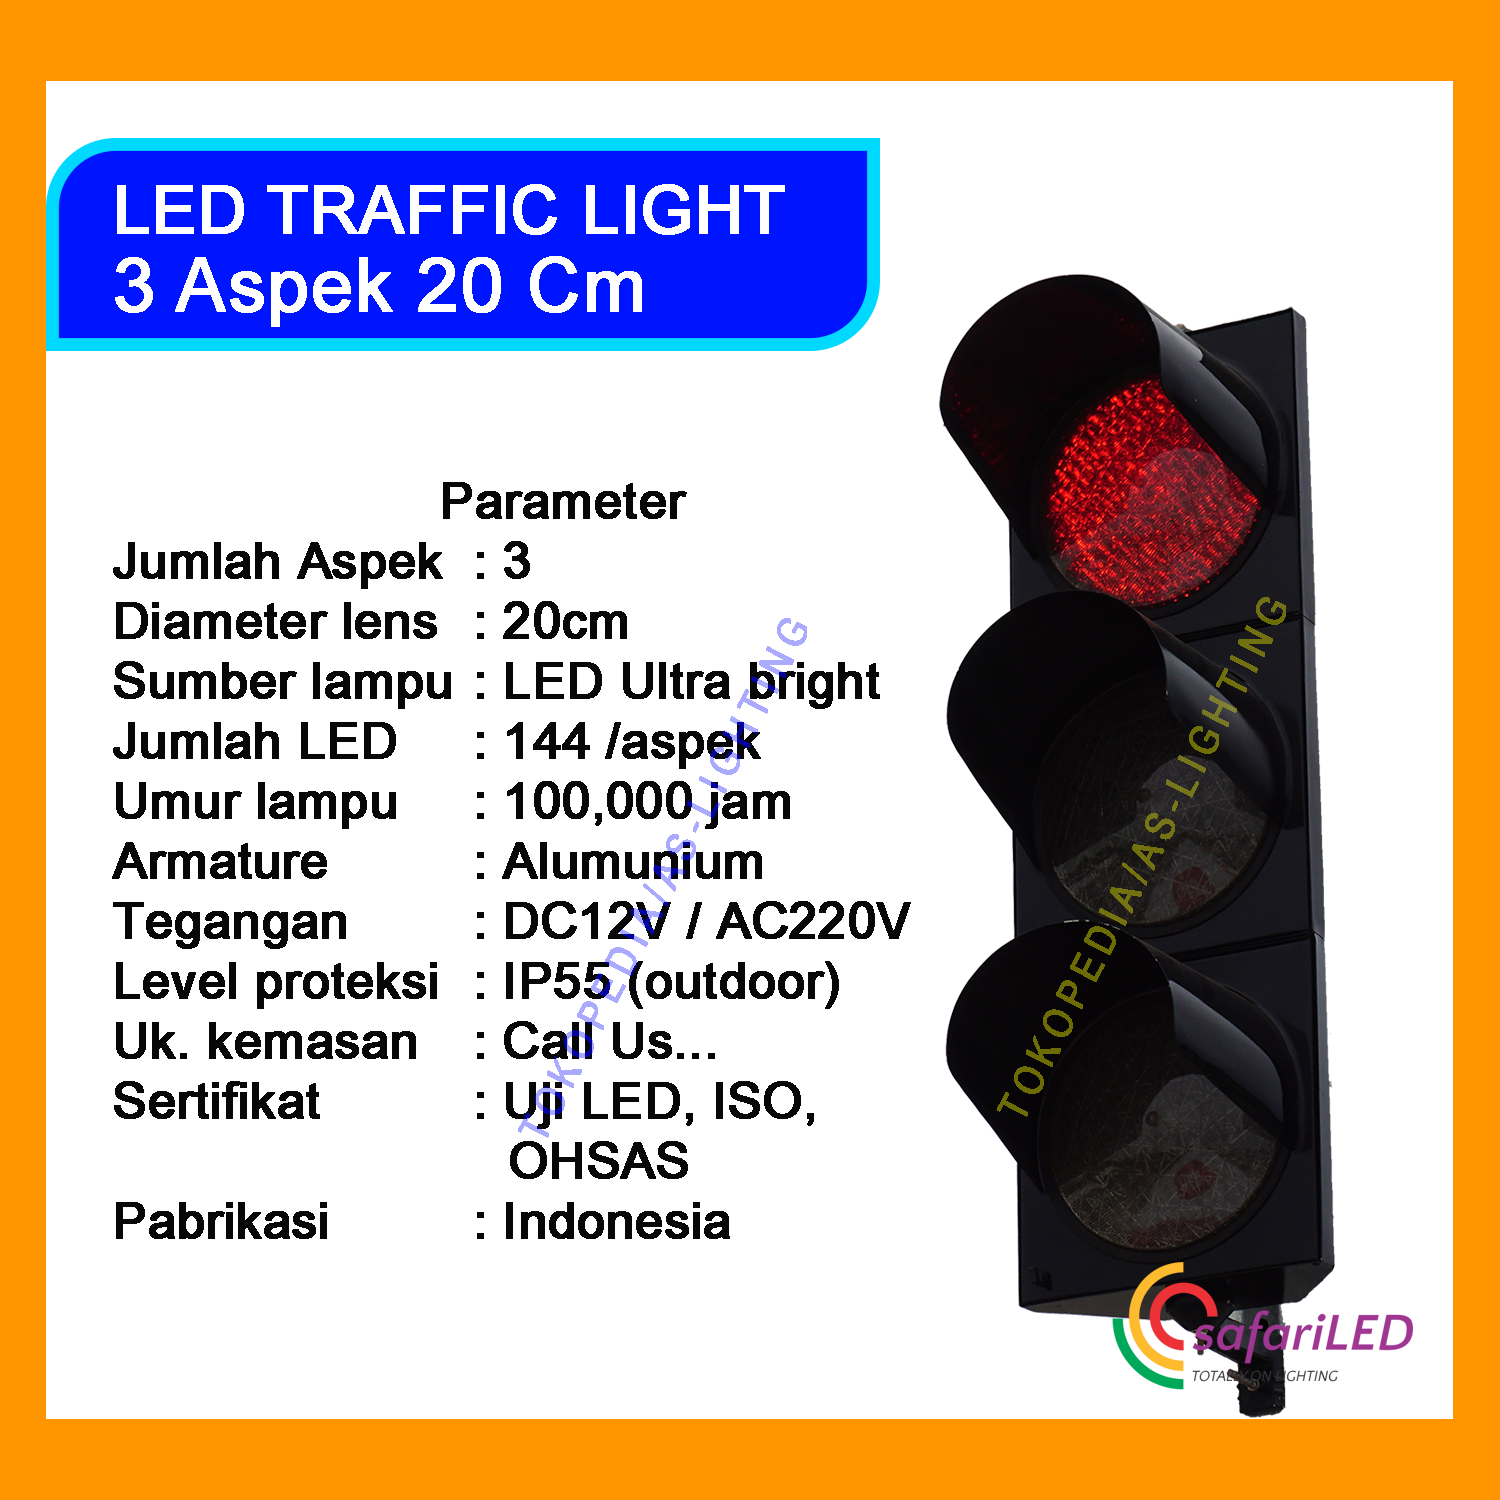 LED TRAFFIC LIGHT
3 Aspek 20 Cm
Parameter
Jumlah Aspek : 3
Diameter lens : 20cm
Sumber lampu : LED Ultra bright
Jumlah LED : 144 /aspek
Umur lampu : 100,000 jam
Armature : Alumunium
Tegangan : DC12V / AC220V
Level proteksi : IP55 (outdoor)
Uk. kemasan : Call Us...
Sertifikat : Uji LED, ISO,
OHSAS
Pabrikasi : Indonesia
TOKOPEDIA/AS-LIGHTING
TOKOPEDIA/AS-LIGHTING
safariLED
TOTALLY ON LIGHTING